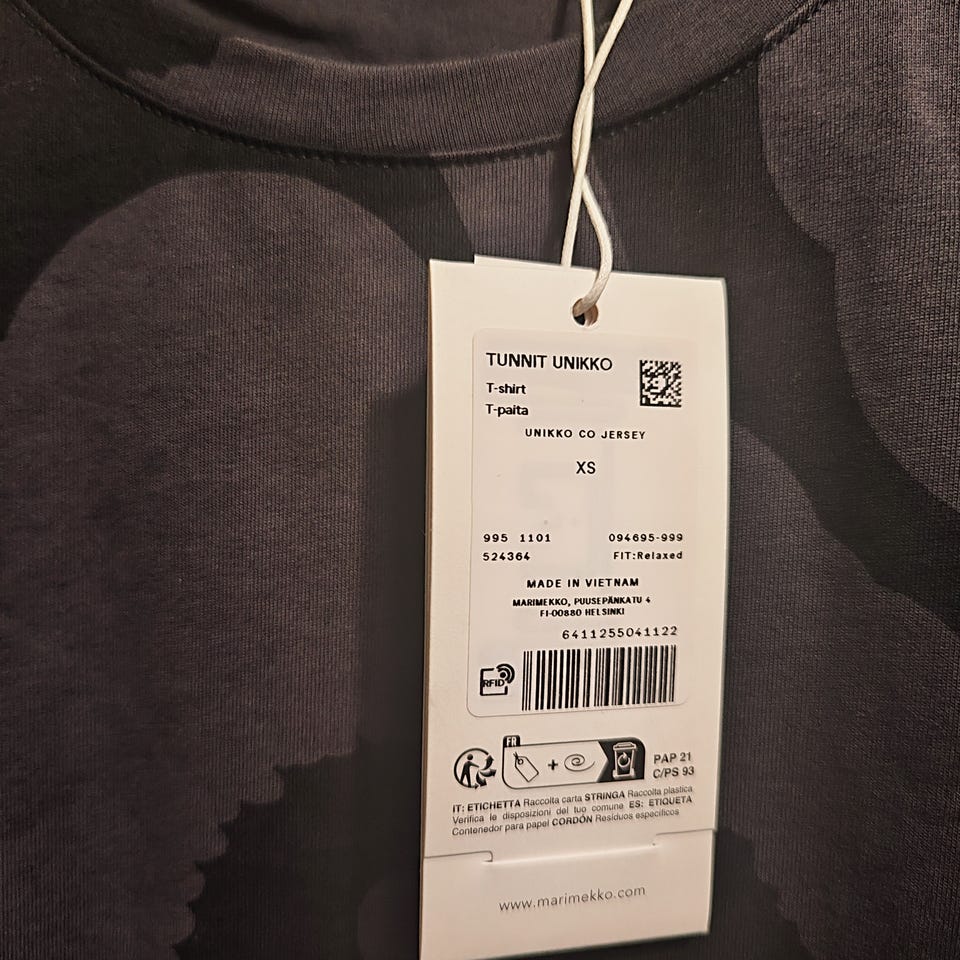 TUNNIT UNIKKO
T-shirt
T-paita
UNIKKO CO JERSEY
XS
995 1101 094695-999
524364 FIT:Relaxed
MADE IN VIETNAM
MARIMEKKO, PUUSEPÄNKATU 4
FI-00880 HELSINKI
6411255041122
RFID
FR
PAP 21
C/PS 93
IT: ETICHETTA Raccolta carta STRINGA Raccolta plastica
Verifica le disposizioni del tuo comune ES: ETIQUETA
Contenedor para papel CORDÓN Residuos específicos
www.marimekko.com